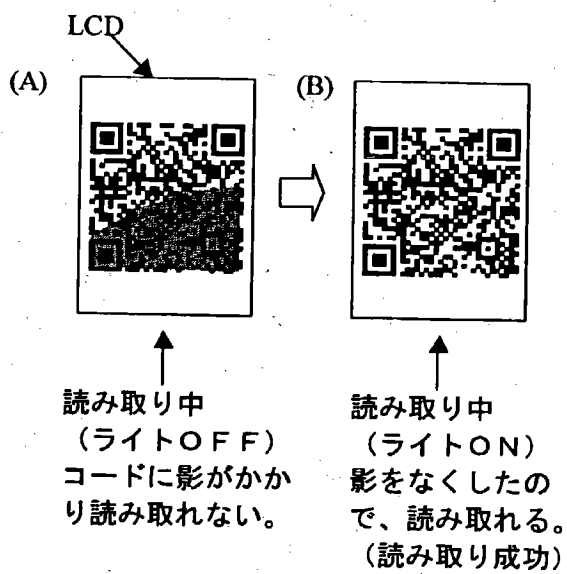 LCD
(A)
(B)
読み取り中
（ライトＯＦＦ）
コードに影がかか
り読み取れない。
読み取り中
（ライトＯＮ）
影をなくしたの
で、読み取れる。
（読み取り成功）